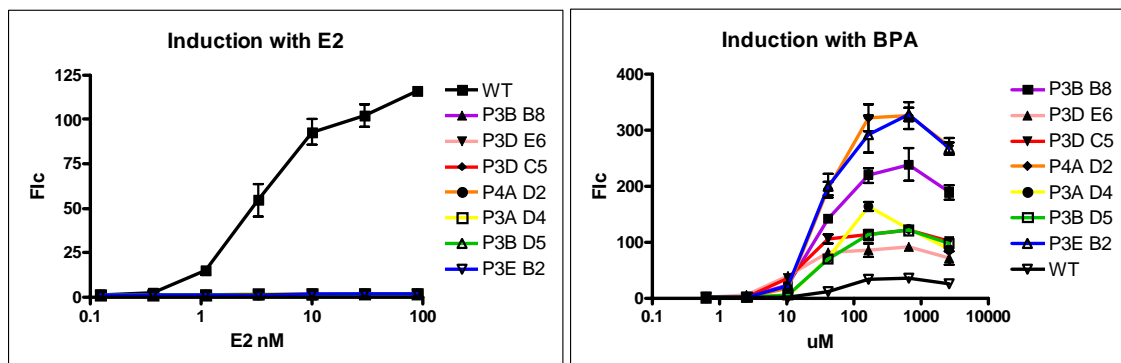 Induction with E2
125
100
75
50
25
0
FIc
0.1
1
10
100
E2 nM
WT
P3B B8
P3D E6
P3D C5
P4A D2
P3A D4
P3B D5
P3E B2
Induction with BPA
400
300
200
100
0
FIc
0.1
1
10
100
1000
10000
uM
P3B B8
P3D E6
P3D C5
P4A D2
P3A D4
P3B D5
P3E B2
WT